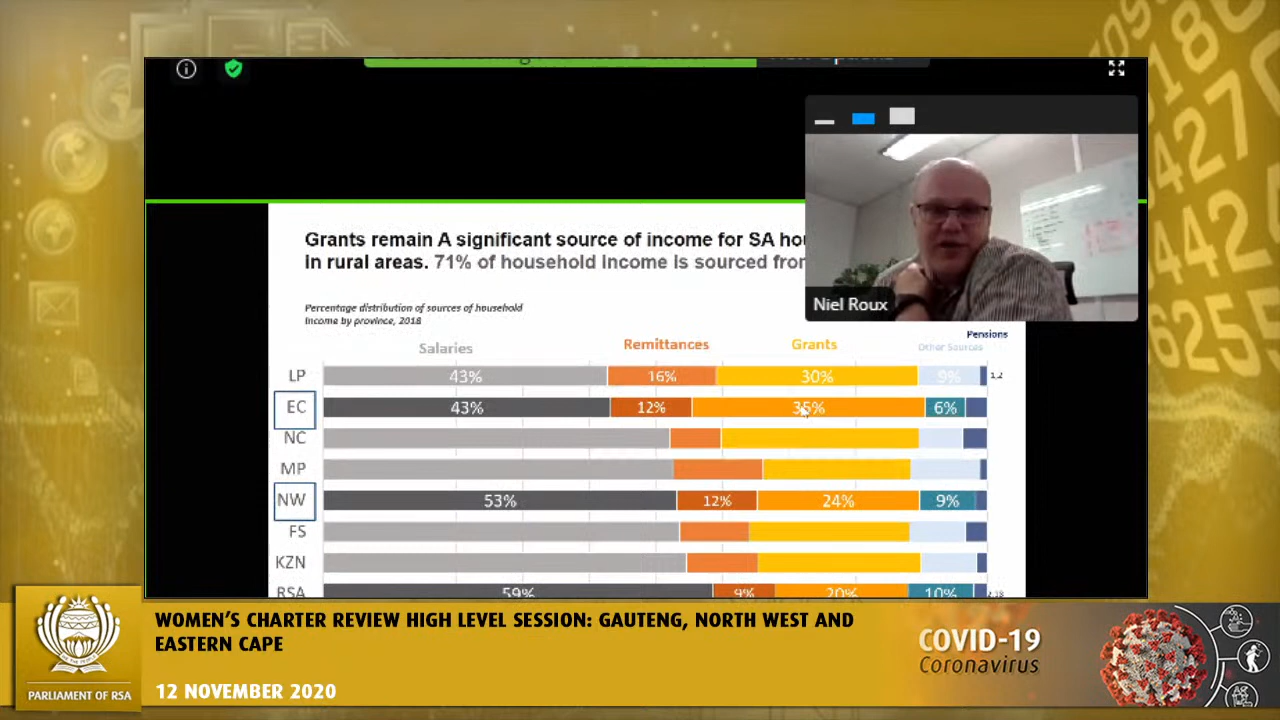 Grants remain A significant source of income for SA
in rural areas. 71% of household income is sourced
Niel Roux
Percentage distribution of sources of household
income by province, 2018
Pensions
Salaries
Remittances
Grants
Other Sources
LP 43% 16% 30% 9% 1,2
EC 43% 12% 35% 6%
NC
MP
NW 53% 12% 24% 9%
FS
KZN
RSA 59% 9% 20% 10%
WOMEN'S CHARTER REVIEW HIGH LEVEL SESSION: GAUTENG, NORTH WEST AND
EASTERN CAPE
12 NOVEMBER 2020
PARLIAMENT OF RSA
COVID-19
Coronavirus